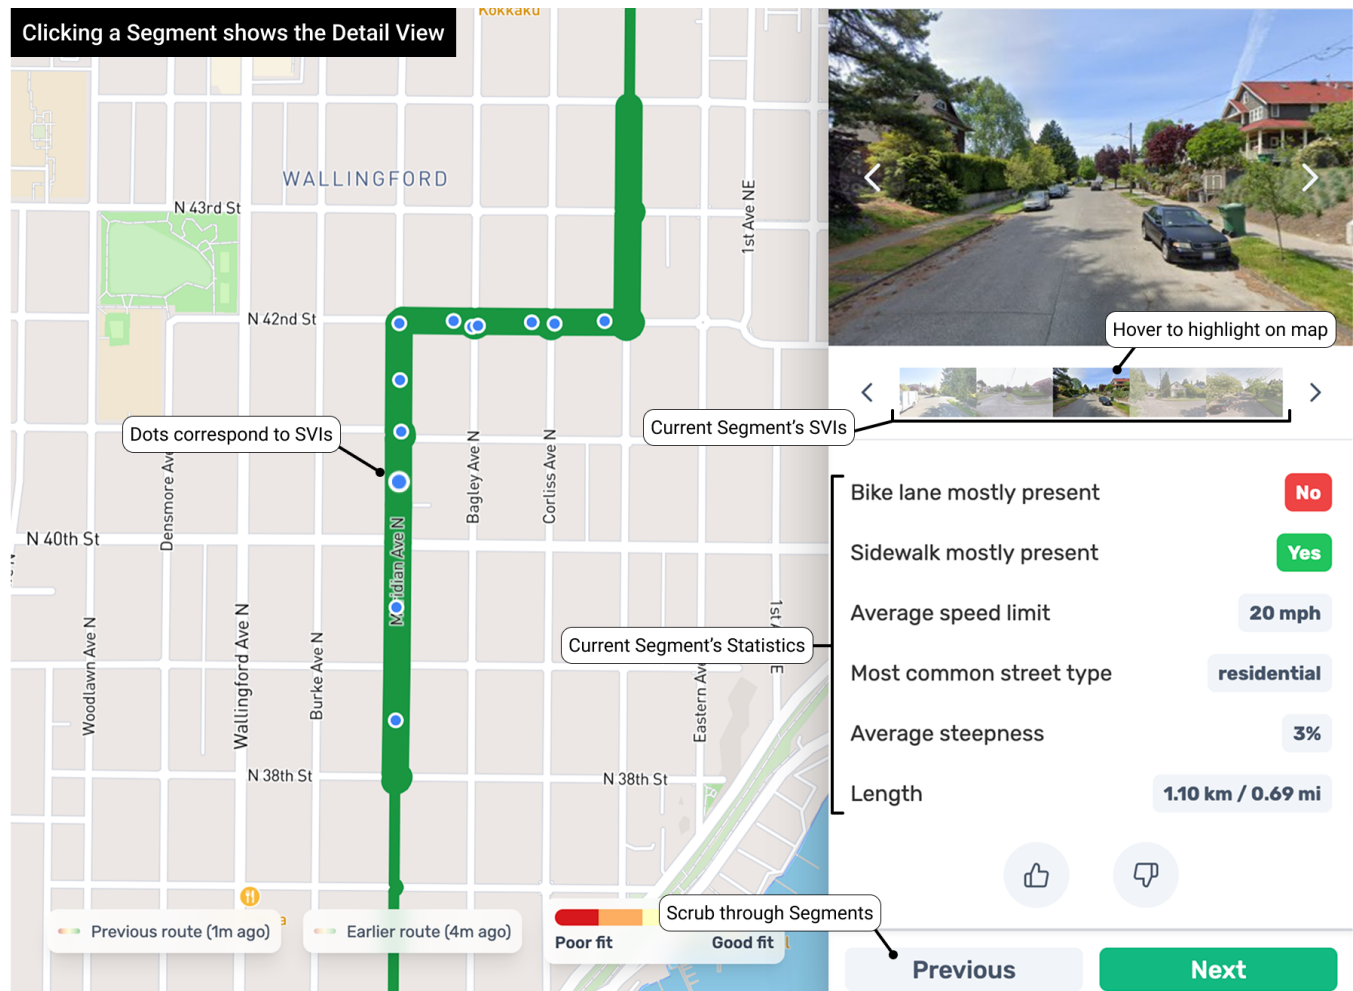 Clicking a Segment shows the Detail View
Kokkaku
WALLINGFORD
N 43rd St
1st Ave NE
N 42nd St
Hover to highlight on map
Current Segment's SVIs
Dots correspond to SVIs
Densmore Ave
Bagley Ave N
Corliss Ave N
Bike lane mostly present
No
N 40th St
Sidewalk mostly present
Yes
Average speed limit
20 mph
Woodlawn Ave N
Wallingford Ave N
Burke Ave N
Current Segment's Statistics
Eastern Ave
Most common street type
residential
Average steepness
3%
N 38th St
N 38th St
Length
1.10 km / 0.69 mi
Previous route (1m ago)
Earlier route (4m ago)
Poor fit
Good fit
Scrub through Segments
Previous
Next